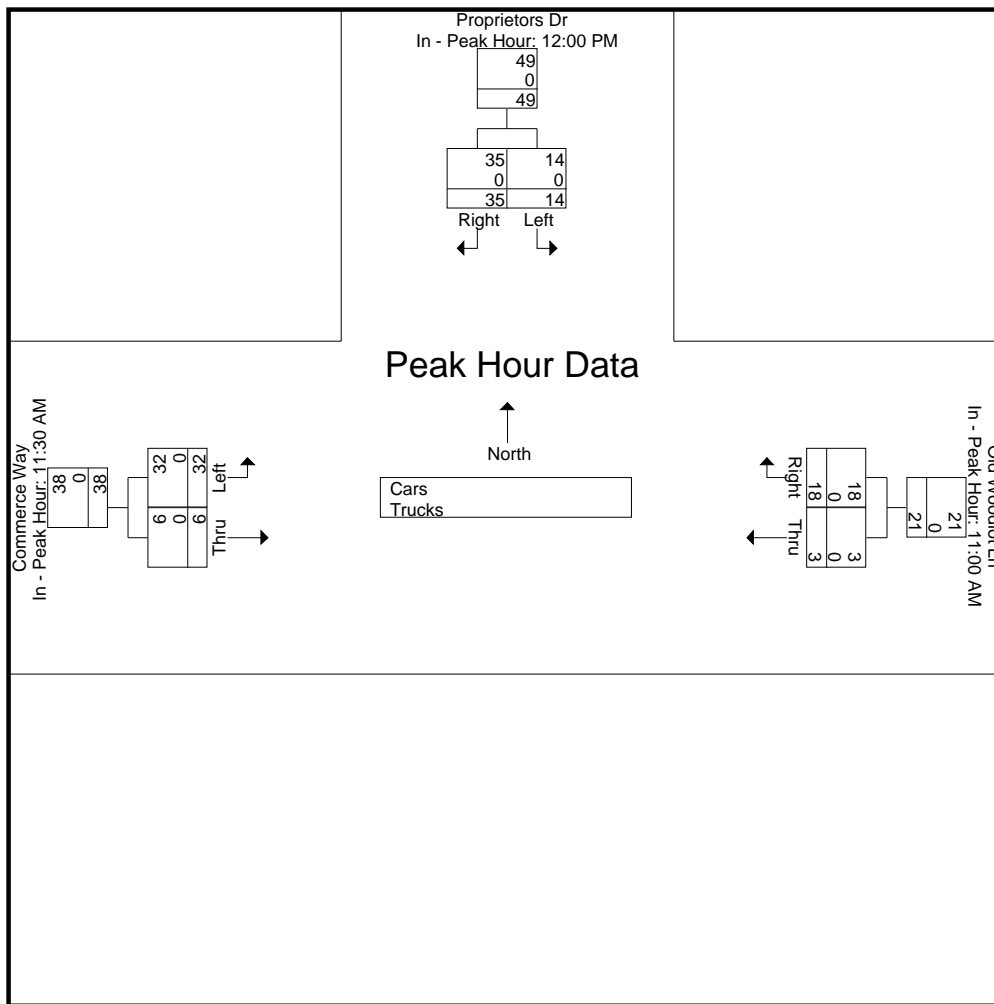 Proprietors Dr
In - Peak Hour: 12:00 PM
49
0
49
35 14
0 0
35 14
Right Left
Peak Hour Data
North
Cars
Trucks
Commerce Way
In - Peak Hour: 11:30 AM
38
0
38
32
0
32
Left
6
0
6
Thru
Right
18
0
18
Thru
3
0
3
21
0
21
In - Peak Hour: 11:00 AM
Old Woodlot Ln